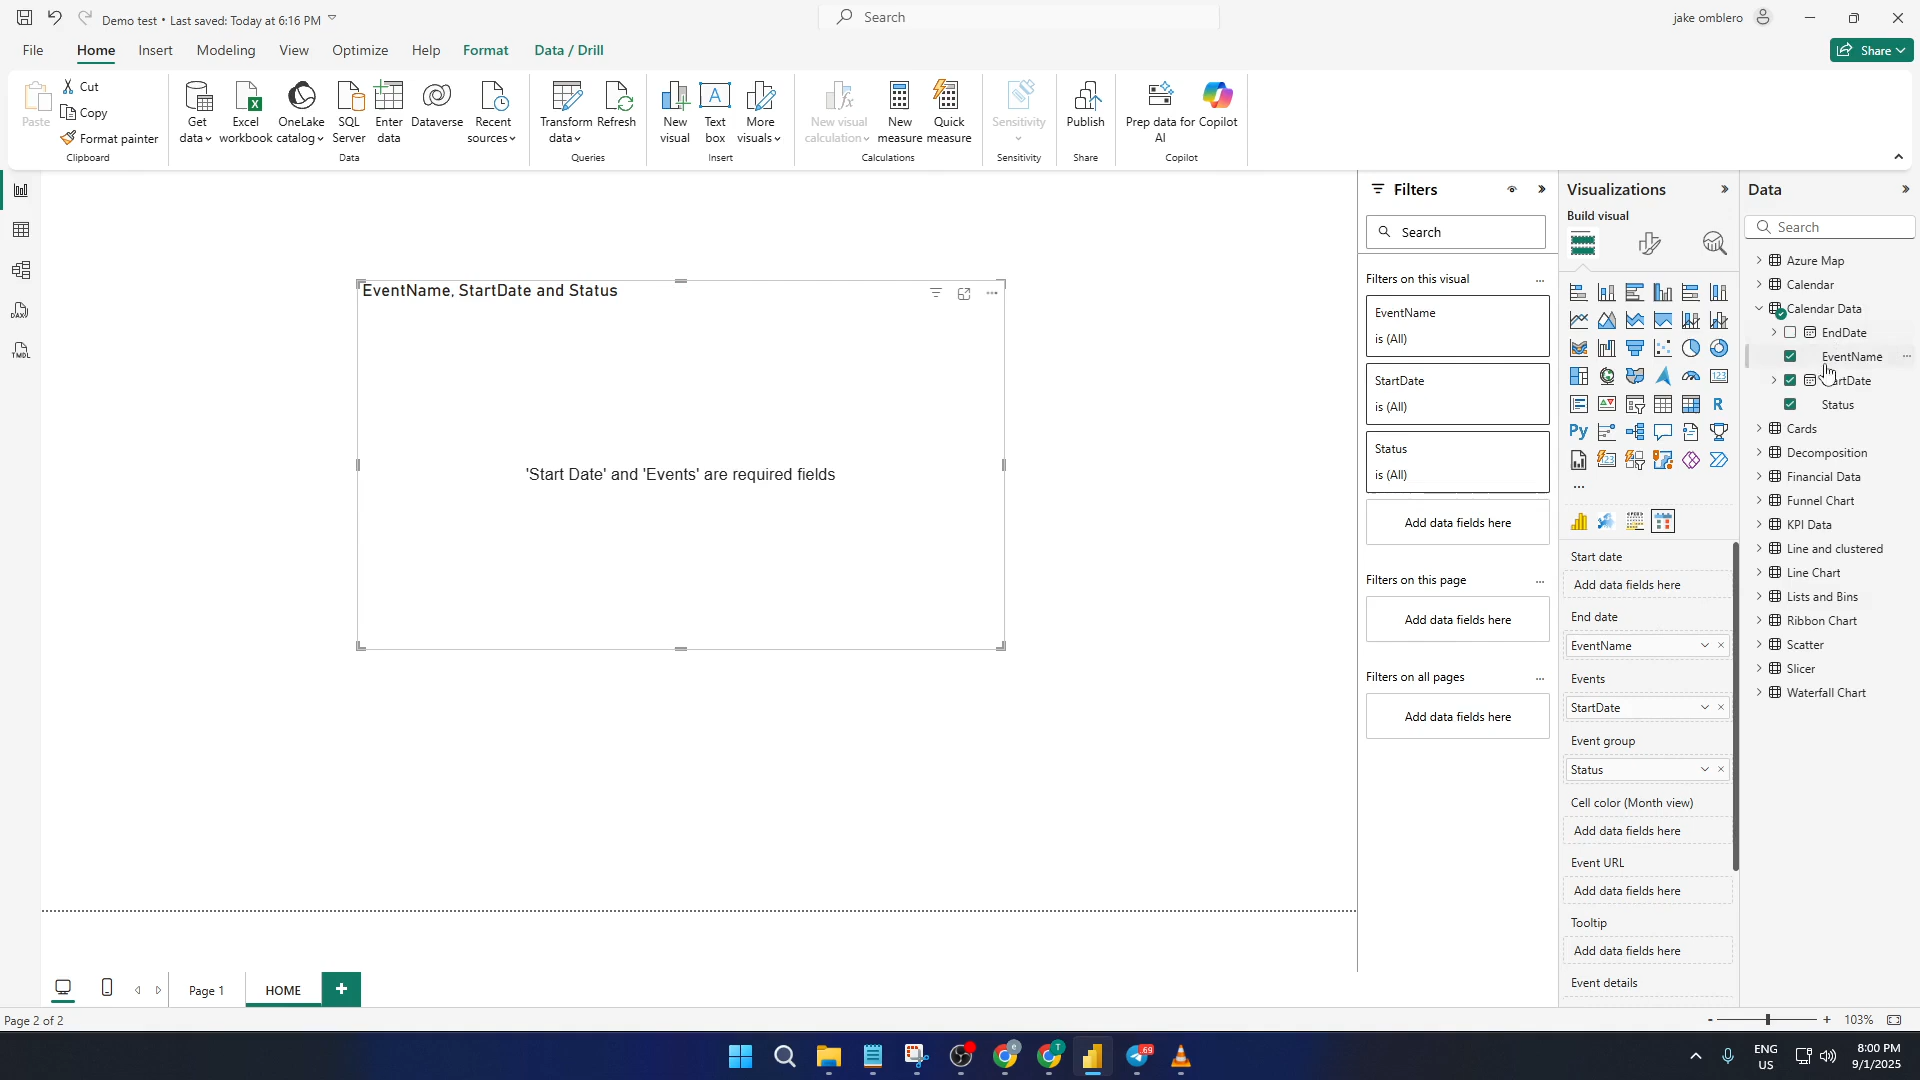 Demo test • Last saved: Today at 6:16 PM
Search
jake omblero
File
Home
Insert
Modeling
View
Optimize
Help
Format
Data / Drill
Share
Paste
Cut
Copy
Format painter
Clipboard
Get data
Excel workbook
OneLake catalog
SQL Server
Enter data
Dataverse
Recent sources
Data
Transform data
Refresh
Queries
New visual
Text box
More visuals
Insert
New visual calculation
New measure
Quick measure
Calculations
Sensitivity
Sensitivity
Publish
Share
Prep data for AI
Copilot
Copilot
EventName, StartDate and Status
'Start Date' and 'Events' are required fields
Filters
Search
Filters on this visual
EventName
is (All)
StartDate
is (All)
Status
is (All)
Add data fields here
Filters on this page
Add data fields here
Filters on all pages
Add data fields here
Visualizations
Build visual
123
R
Py
Start date
Add data fields here
End date
EventName
Events
StartDate
Event group
Status
Cell color (Month view)
Add data fields here
Event URL
Add data fields here
Tooltip
Add data fields here
Event details
Data
Search
Azure Map
Calendar
Calendar Data
EndDate
EventName
rtDate
Status
Cards
Decomposition
Financial Data
Funnel Chart
KPI Data
Line and clustered
Line Chart
Lists and Bins
Ribbon Chart
Scatter
Slicer
Waterfall Chart
Page 1
HOME
Page 2 of 2
103%
ENG
US
8:00 PM
9/1/2025